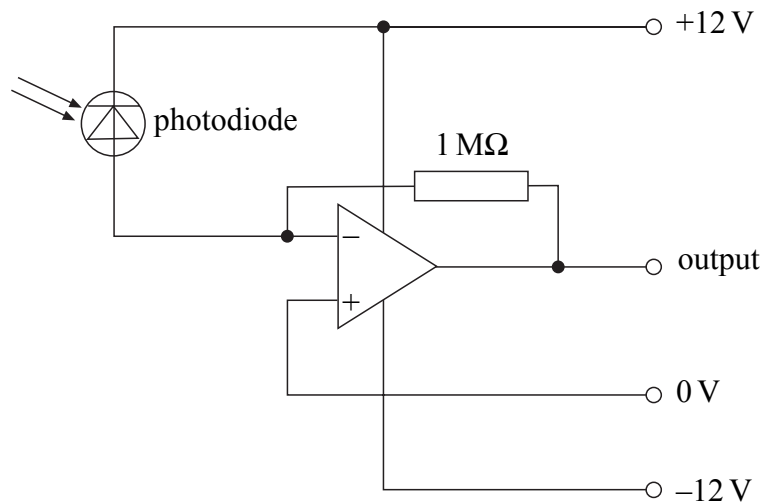 +12 V
photodiode
1 MΩ
−
output
+
0 V
–12 V